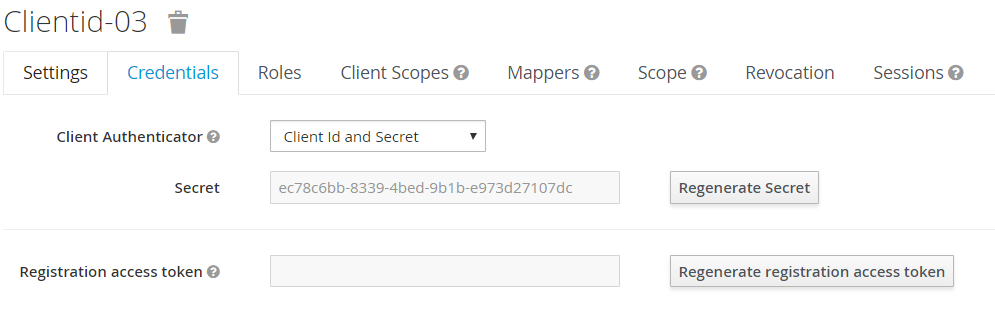 Clientid-03
Settings Credentials Roles Client Scopes Mappers Scope Revocation Sessions
Client Authenticator Client Id and Secret
Secret ec78c6bb-8339-4bed-9b1b-e973d27107dc Regenerate Secret
Registration access token Regenerate registration access token